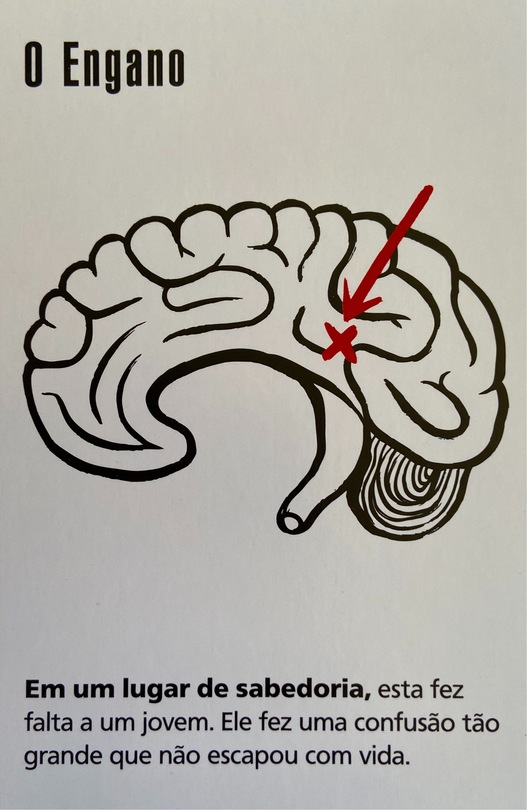 O Engano
Em um lugar de sabedoria, esta fez
falta a um jovem. Ele fez uma confusão tão
grande que não escapou com vida.